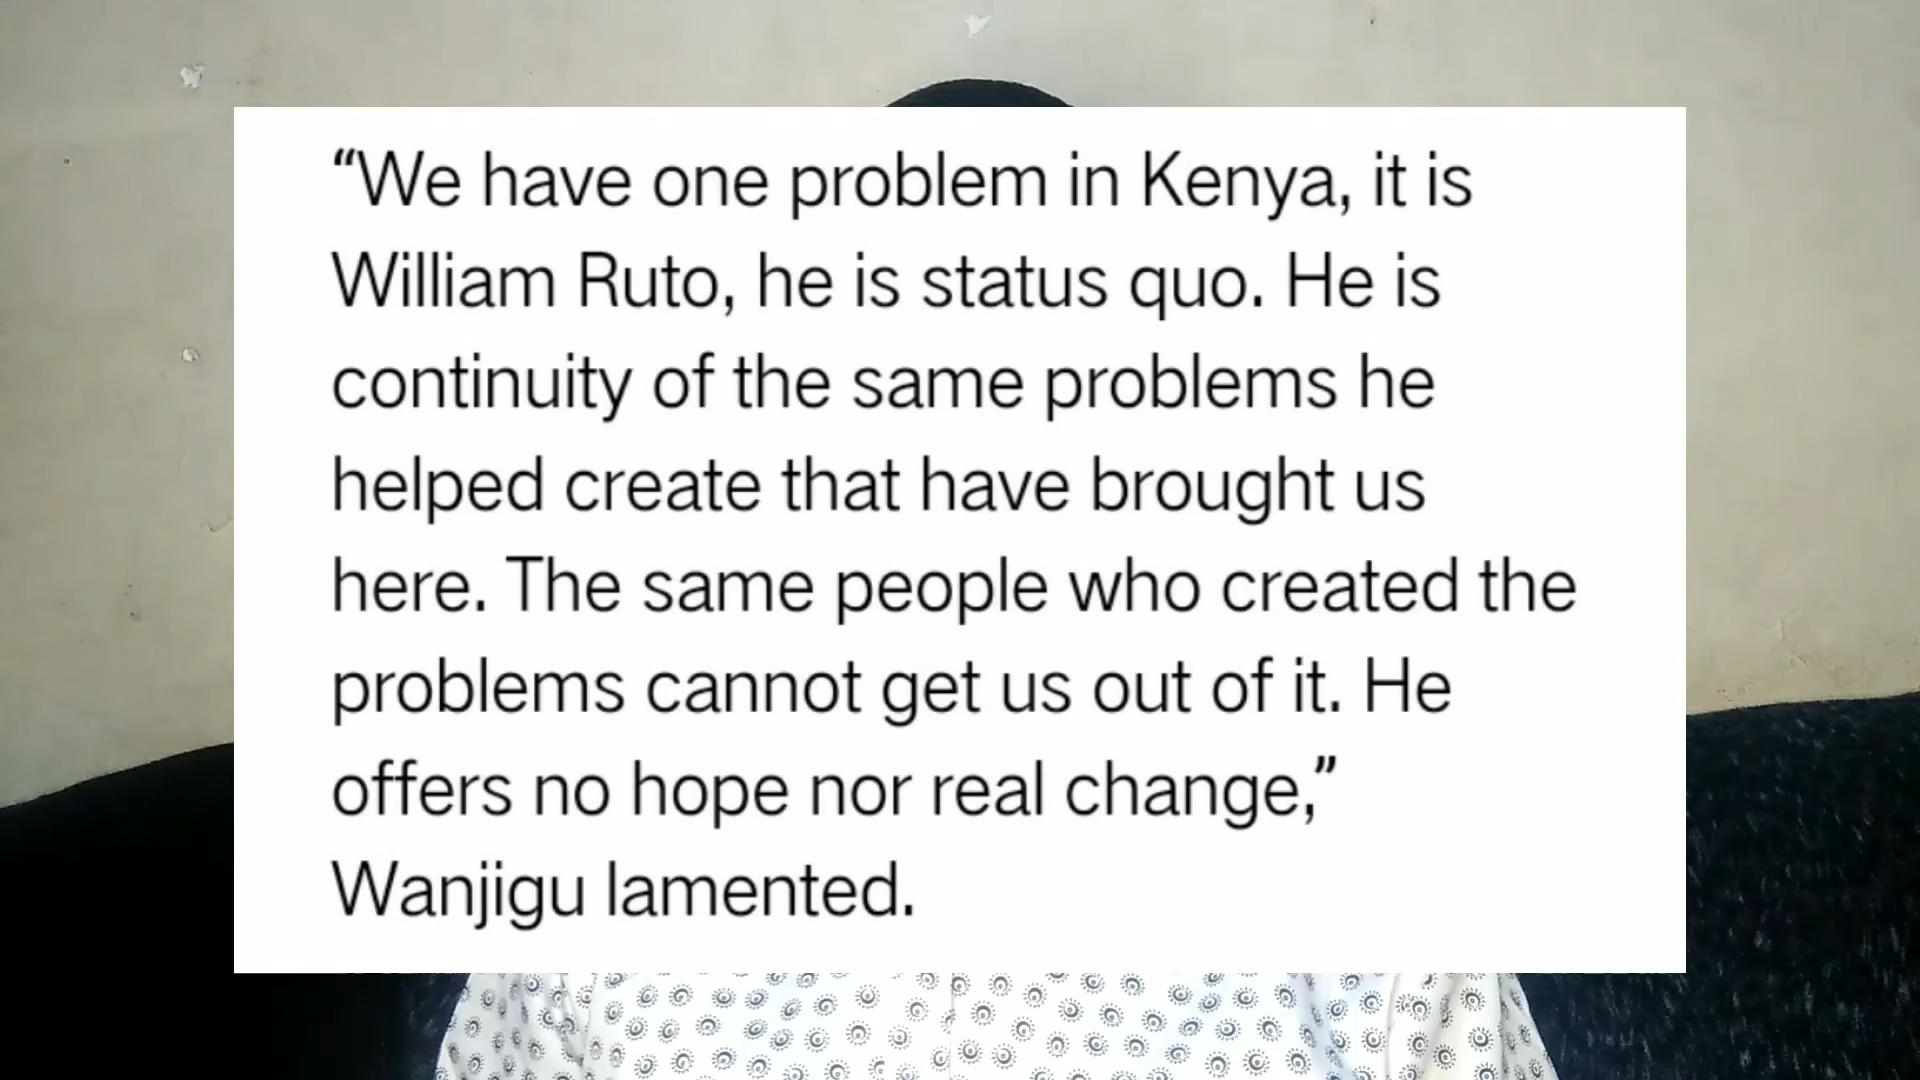 “We have one problem in Kenya, it is
William Ruto, he is status quo. He is
continuity of the same problems he
helped create that have brought us
here. The same people who created the
problems cannot get us out of it. He
offers no hope nor real change,”
Wanjigu lamented.